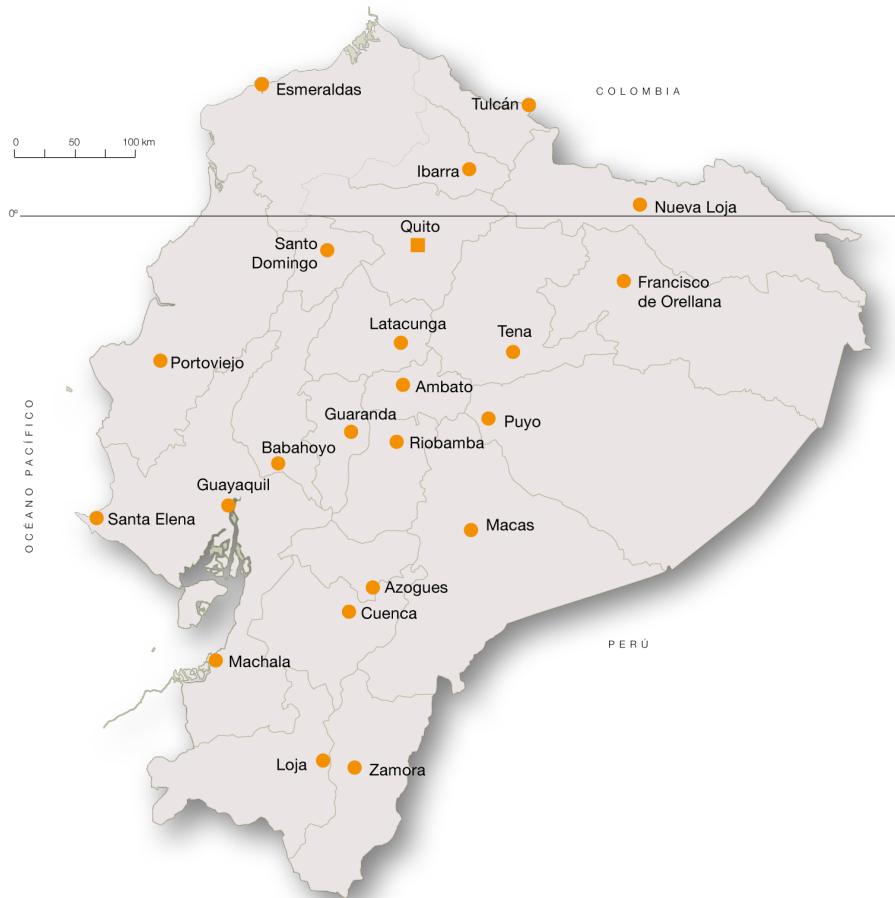 Esmeraldas
COLOMBIA
Tulcán
0 50 100 km
Ibarra
Nueva Loja
0º
Quito
Santo
Domingo
Francisco
de Orellana
Latacunga
Tena
Portoviejo
Ambato
Guaranda
Puyo
Riobamba
Babahoyo
Guayaquil
Santa Elena
Macas
OCÉANO PACÍFICO
Azogues
Cuenca
PERÚ
Machala
Loja
Zamora